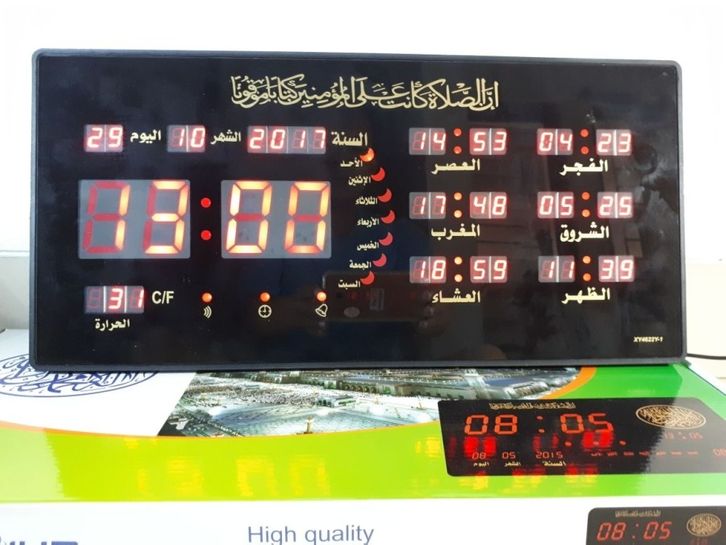 ان الصلاة كانت على المؤمنين كتابا موقوتا
السنة 2017 الشهر 10 اليوم 29
13:00
الأحد
الإثنين
الثلاثاء
الأربعاء
الخميس
الجمعة
السبت
31 C/F
الحرارة
04:23
الفجر
14:53
العصر
05:25
الشروق
17:48
المغرب
11:39
الظهر
18:59
العشاء
XY4622Y-1
08:05
08 05 2015
السنة الشهر اليوم
High quality
08:05